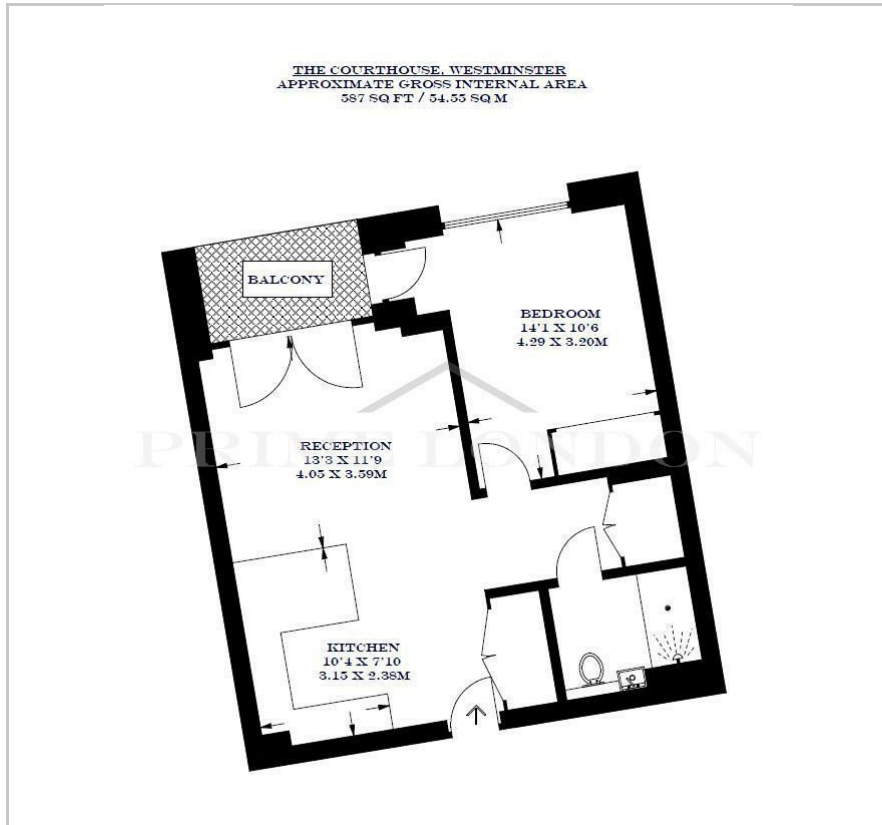 THE COURTHOUSE, WESTMINSTER
APPROXIMATE GROSS INTERNAL AREA
587 SQ FT / 54.55 SQ M
BALCONY
BEDROOM
14'1 X 10'6
4.29 X 3.20M
PRIME LONDON
RECEPTION
13'3 X 11'9
4.05 X 3.59M
KITCHEN
10'4 X 7'10
3.15 X 2.38M